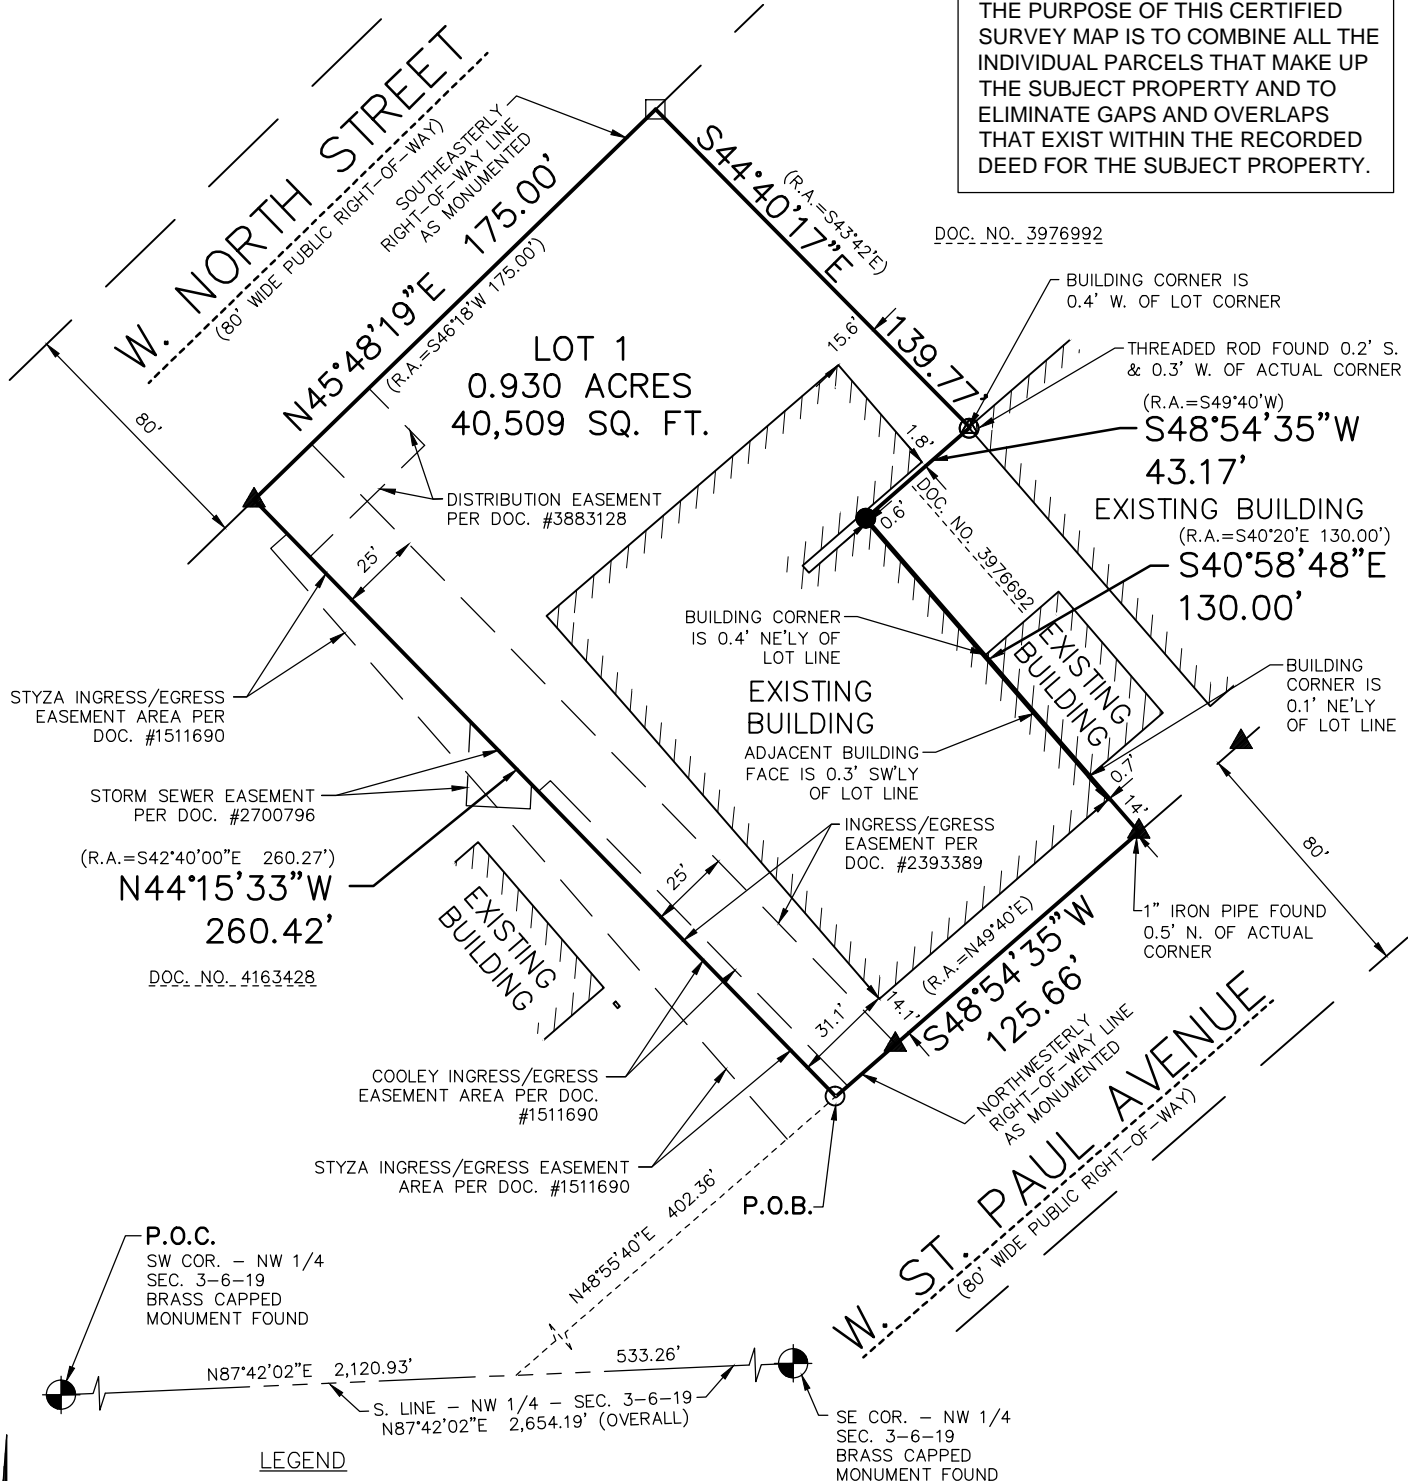 THE PURPOSE OF THIS CERTIFIED
SURVEY MAP IS TO COMBINE ALL THE
INDIVIDUAL PARCELS THAT MAKE UP
THE SUBJECT PROPERTY AND TO
ELIMINATE GAPS AND OVERLAPS
THAT EXIST WITHIN THE RECORDED
DEED FOR THE SUBJECT PROPERTY.
W. NORTH STREET
(80' WIDE PUBLIC RIGHT-OF-WAY)
SOUTHEASTERLY
RIGHT-OF-WAY LINE
AS MONUMENTED
N45°48'19"E 175.00'
(R.A.=S46°18'W 175.00')
80'
S44°40'17"E
139.77'
(R.A.=S43°42'E)
DOC. NO. 3976992
BUILDING CORNER IS
0.4' W. OF LOT CORNER
THREADED ROD FOUND 0.2' S.
& 0.3' W. OF ACTUAL CORNER
(R.A.=S49°40'W)
S48°54'35"W
43.17'
EXISTING BUILDING
(R.A.=S40°20'E 130.00')
S40°58'48"E
130.00'
LOT 1
0.930 ACRES
40,509 SQ. FT.
15.6'
1.8'
0.6'
DOC. NO. 3976692
DISTRIBUTION EASEMENT
PER DOC. #3883128
25'
BUILDING CORNER
IS 0.4' NE'LY OF
LOT LINE
EXISTING
BUILDING
EXISTING
BUILDING
ADJACENT BUILDING
FACE IS 0.3' SW'LY
OF LOT LINE
BUILDING
CORNER IS
0.1' NE'LY
OF LOT LINE
0.7'
14'
80'
STYZA INGRESS/EGRESS
EASEMENT AREA PER
DOC. #1511690
STORM SEWER EASEMENT
PER DOC. #2700796
(R.A.=S42°40'00"E 260.27')
N44°15'33"W
260.42'
DOC. NO. 4163428
EXISTING
BUILDING
INGRESS/EGRESS
EASEMENT PER
DOC. #2393389
25'
1" IRON PIPE FOUND
0.5' N. OF ACTUAL
CORNER
(R.A.=N49°40'E)
S48°54'35"W
125.66'
31.1'
14.1'
NORTHWESTERLY
RIGHT-OF-WAY LINE
AS MONUMENTED
COOLEY INGRESS/EGRESS
EASEMENT AREA PER DOC.
#1511690
STYZA INGRESS/EGRESS EASEMENT
AREA PER DOC. #1511690
P.O.B.
W. ST. PAUL AVENUE
(80' WIDE PUBLIC RIGHT-OF-WAY)
N48°55'40"E 402.36'
P.O.C.
SW COR. - NW 1/4
SEC. 3-6-19
BRASS CAPPED
MONUMENT FOUND
N87°42'02"E 2,120.93'
533.26'
S. LINE - NW 1/4 - SEC. 3-6-19
N87°42'02"E 2,654.19' (OVERALL)
SE COR. - NW 1/4
SEC. 3-6-19
BRASS CAPPED
MONUMENT FOUND
LEGEND